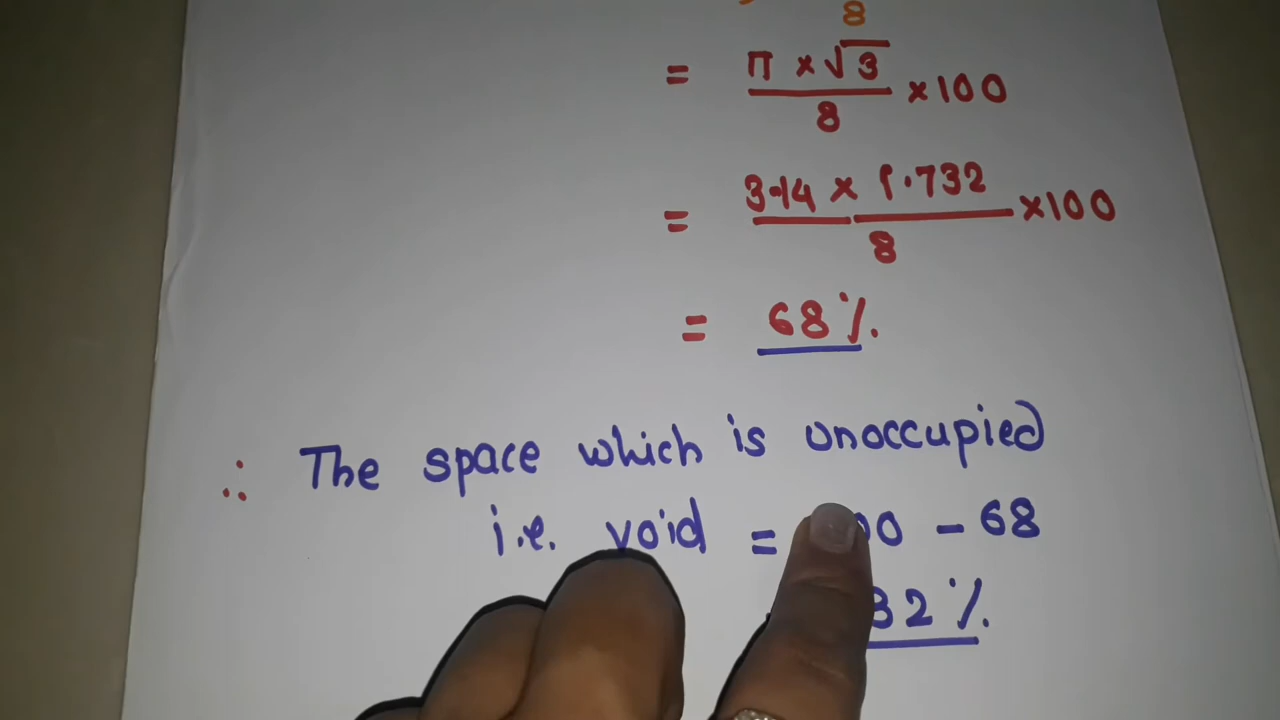 8
= π × √3 / 8 × 100
= 3.14 × 1.732 / 8 × 100
= 68 %.
∴ The space which is unoccupied
i.e. void = 00 - 68
32 %.